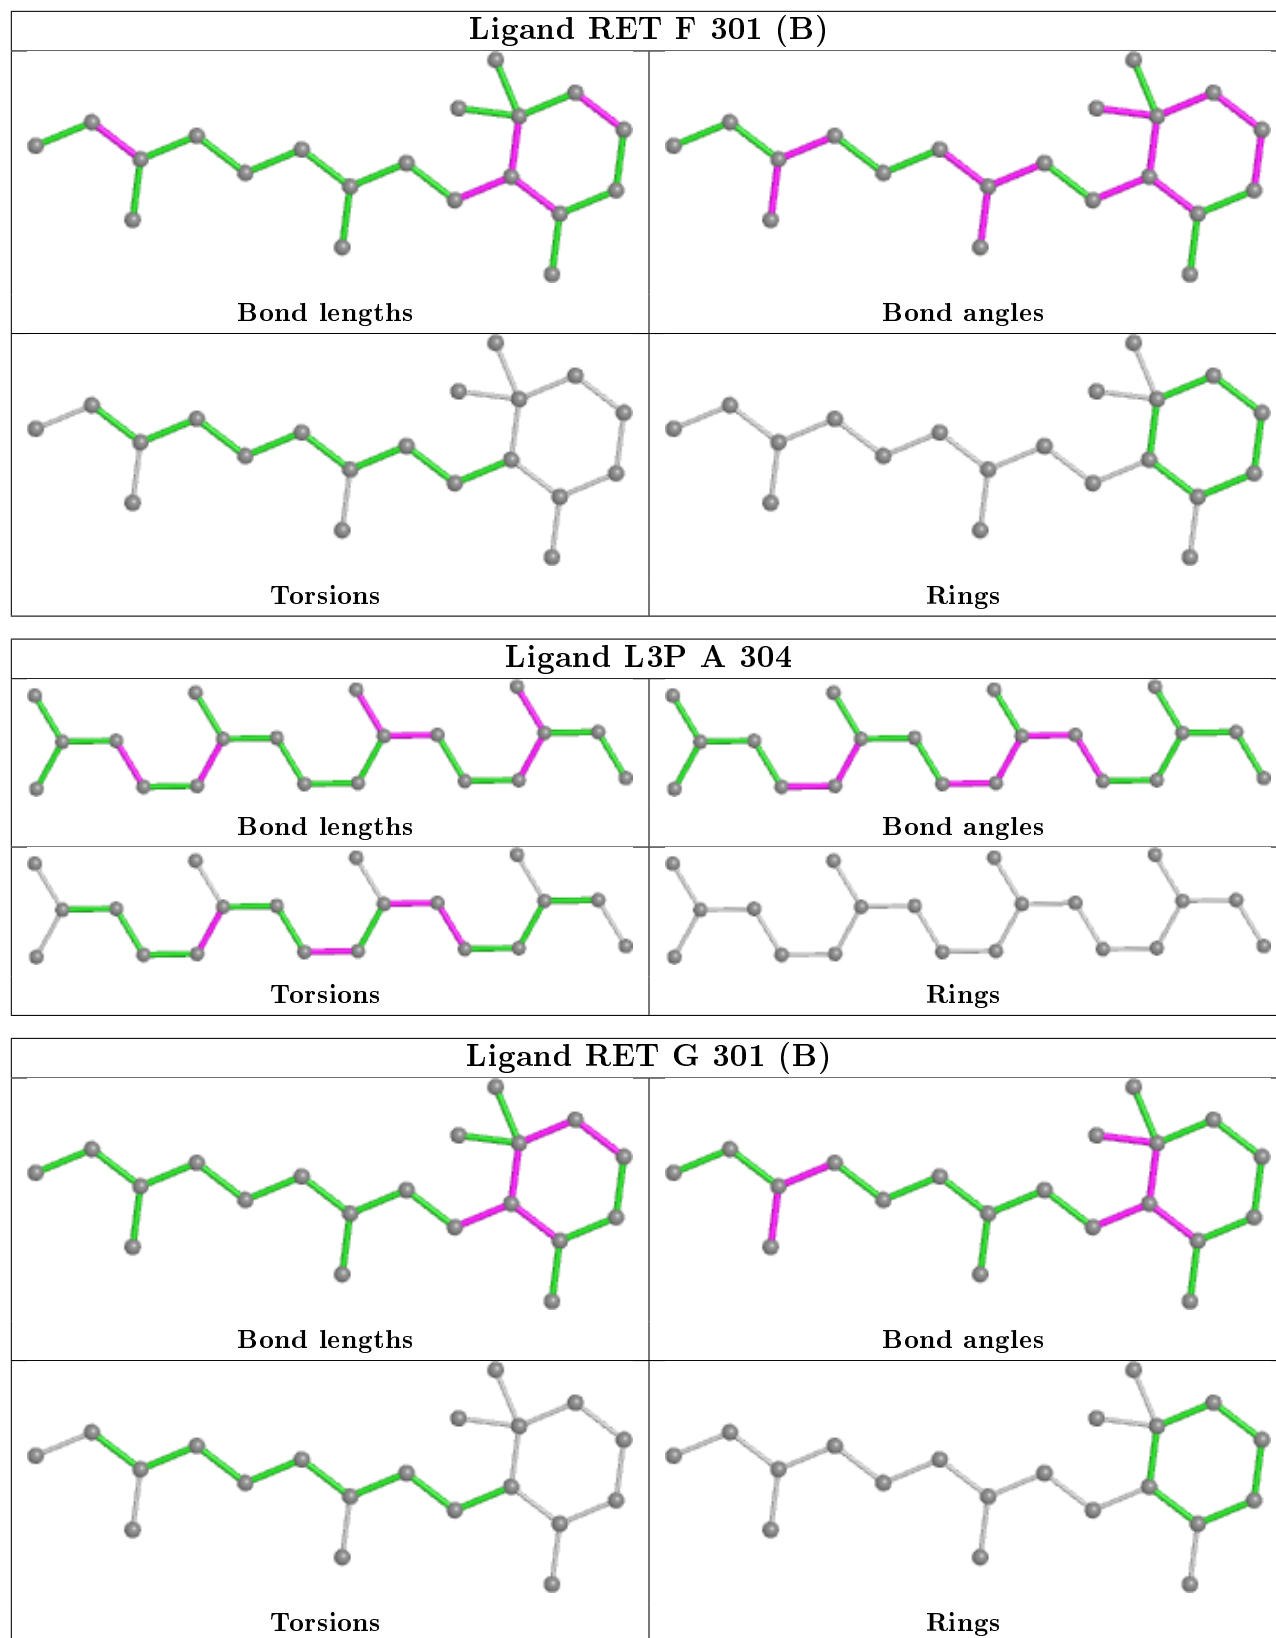 Ligand RET F 301 (B)
Bond lengths
Bond angles
Torsions
Rings
Ligand L3P A 304
Bond lengths
Bond angles
Torsions
Rings
Ligand RET G 301 (B)
Bond lengths
Bond angles
Torsions
Rings